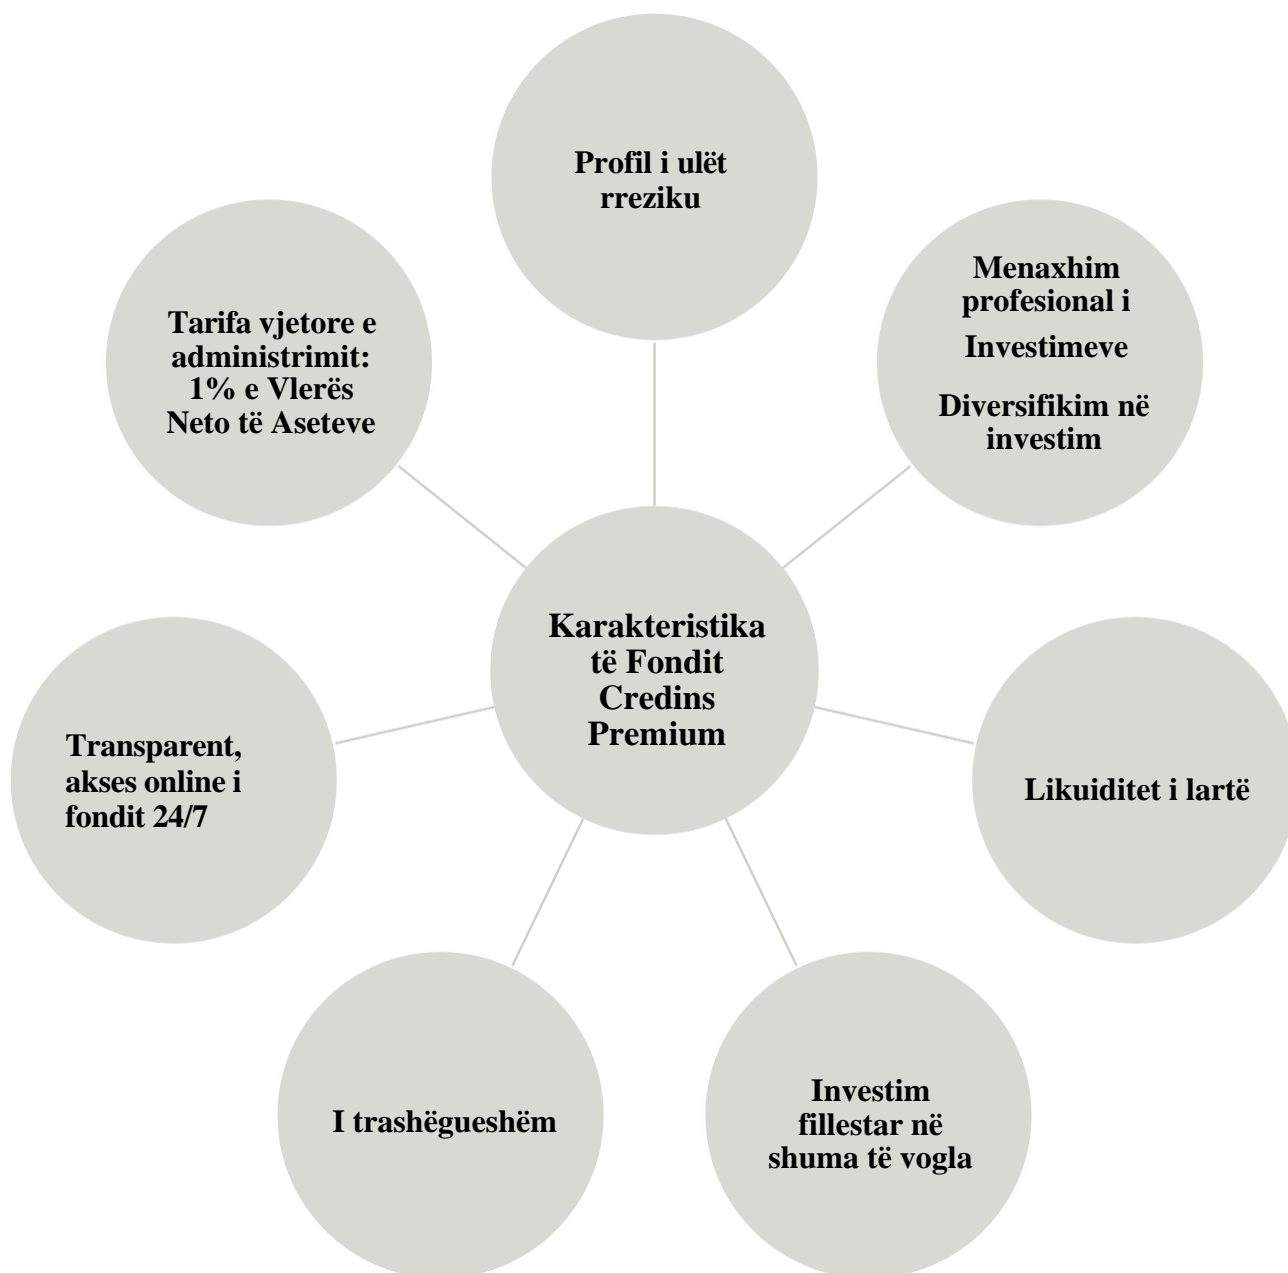 Profil i ulët
rreziku
Menaxhim
profesional i
Investimeve
Diversifikim në
investim
Likuiditet i lartë
Investim
fillestar në
shuma të vogla
I trashëgueshëm
Transparent,
akses online i
fondit 24/7
Tarifa vjetore e
administrimit:
1% e Vlerës
Neto të Aseteve
Karakteristika
të Fondit
Credins
Premium